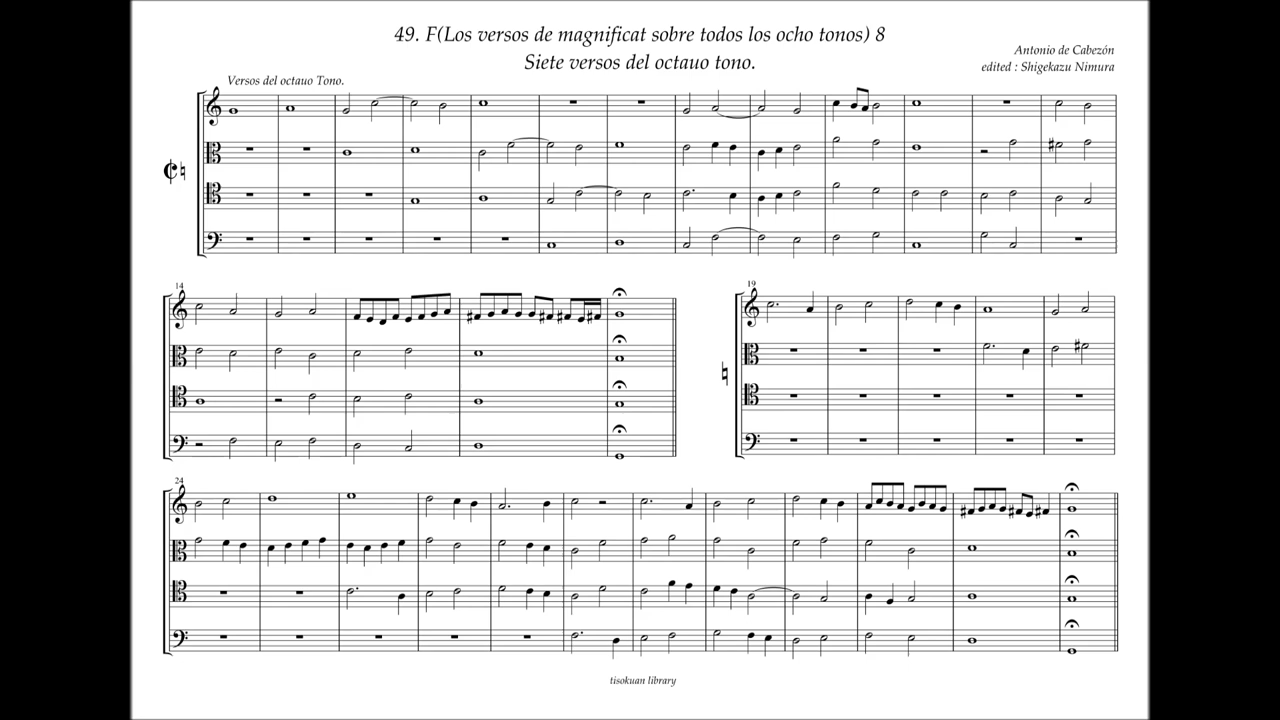 49. F(Los versos de magnificat sobre todos los ocho tonos) 8
Siete versos del octauo tono.
Antonio de Cabezón
edited : Shigekazu Nimura
Versos del octauo Tono.
14
19
24
tisokuan library